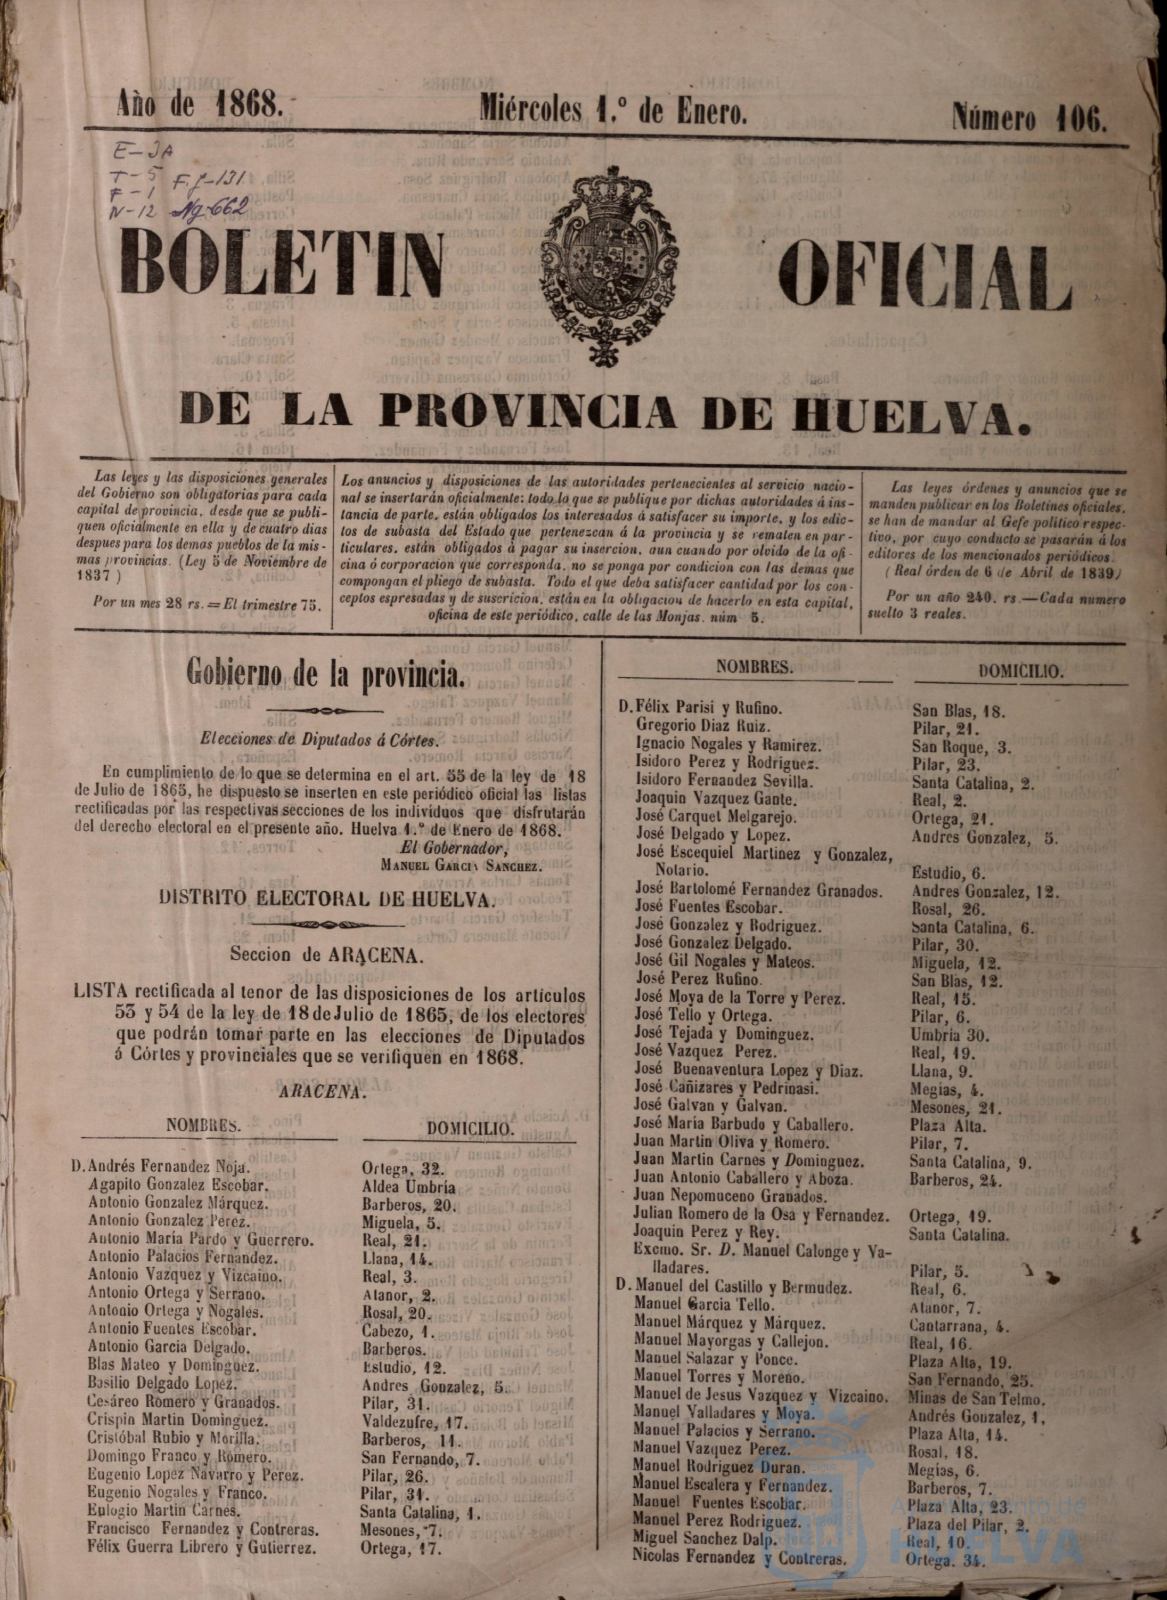 Año de 1868.
Miércoles 1.º de Enero.
Número 106.
E-3A
T-5 F.g-131
F-1
N-12 Ng-662
BOLETIN OFICIAL
DE LA PROVINCIA DE HUELVA.
Las leyes y las disposiciones generales
del Gobierno son obligatorias para cada
capital de provincia, desde que se publi-
quen oficialmente en ella y de cuatro dias
despues para los demas pueblos de la mis-
mas provincias. (Ley 5 de Noviembre de
1837)
Por un mes 28 rs.=El trimestre 75.
Los anuncios y disposiciones de las autoridades pertenecientes al servicio nacio-
nal se insertarán oficialmente: todo lo que se publique por dichas autoridades á ins-
tancia de parte, están obligados los interesados á satisfacer su importe, y los edic-
tos de subasta del Estado que pertenezcan á la provincia y se rematen en par-
ticulares, están obligados á pagar su insercion, aun cuando por olvido de la ofi-
cina ó corporacion que corresponda, no se ponga por condicion con las demas que
compongan el pliego de subasta. Todo el que deba satisfacer cantidad por los con-
ceptos espresados y de suscricion, están en la obligacion de hacerlo en esta capital,
oficina de este periódico, calle de las Monjas, núm 5.
Las leyes órdenes y anuncios que se
manden publicar en los Boletines oficiales,
se han de mandar al Gefe político respec-
tivo, por cuyo conducto se pasarán á los
editores de los mencionados periódicos.
(Real órden de 6 de Abril de 1839)
Por un año 240. rs.—Cada numero
suelto 3 reales.
Gobierno de la provincia.
Elecciones de Diputados á Córtes.
En cumplimiento de lo que se determina en el art. 55 de la ley de 18
de Julio de 1865, he dispuesto se inserten en este periódico oficial las listas
rectificadas por las respectivas secciones de los individuos que disfrutarán
del derecho electoral en el presente año. Huelva 1.º de Enero de 1868.
El Gobernador,
MANUEL GARCIA SANCHEZ.
DISTRITO ELECTORAL DE HUELVA.
Seccion de ARACENA.
LISTA rectificada al tenor de las disposiciones de los artículos
53 y 54 de la ley de 18 de Julio de 1865, de los electores
que podrán tomar parte en las elecciones de Diputados
á Córtes y provinciales que se verifiquen en 1868.
ARACENA.
NOMBRES. DOMICILIO.
D. Andrés Fernandez Noja. Ortega, 32.
Agapito Gonzalez Escobar. Aldea Umbria
Antonio Gonzalez Márquez. Barberos, 20.
Antonio Gonzalez Pérez. Miguela, 5.
Antonio Maria Pardo y Guerrero. Real, 21.
Antonio Palacios Fernandez. Llana, 14.
Antonio Vazquez y Vizcaino. Real, 3.
Antonio Ortega y Serrano. Atanor, 2.
Antonio Ortega y Nogales. Rosal, 20.
Antonio Fuentes Escobar. Cabezo, 1.
Antonio Garcia Delgado. Barberos.
Blas Mateo y Dominguez. Estudio, 12.
Basilio Delgado Lopez. Andres Gonzalez, 5.
Cesáreo Romero y Granados. Pilar, 31.
Crispin Martin Dominguez. Valdezufre, 17.
Cristóbal Rubio y Morilla. Barberos, 11.
Domingo Franco y Romero. San Fernando, 7.
Eugenio Lopez Navarro y Perez. Pilar, 26.
Eugenio Nogales y Franco. Pilar, 31.
Eulogio Martin Carnes. Santa Catalina, 1.
Francisco Fernandez y Contreras. Mesones, 7.
Félix Guerra Librero y Gutierrez. Ortega, 17.
NOMBRES. DOMICILIO.
D. Félix Parisi y Rufino. San Blas, 18.
Gregorio Diaz Ruiz. Pilar, 21.
Ignacio Nogales y Ramirez. San Roque, 3.
Isidoro Perez y Rodriguez. Pilar, 23.
Isidoro Fernandez Sevilla. Santa Catalina, 2.
Joaquin Vazquez Gante. Real, 2.
José Carquet Melgarejo. Ortega, 21.
José Delgado y Lopez. Andres Gonzalez, 5.
José Escequiel Martinez y Gonzalez,
Notario. Estudio, 6.
José Bartolomé Fernandez Granados. Andres Gonzalez, 12.
José Fuentes Escobar. Rosal, 26.
José Gonzalez y Rodriguez. Santa Catalina, 6.
José Gonzalez Delgado. Pilar, 30.
José Gil Nogales y Mateos. Miguela, 12.
José Perez Rufino. San Blas, 12.
José Moya de la Torre y Perez. Real, 15.
José Tello y Ortega. Pilar, 6.
José Tejada y Dominguez. Umbria 30.
José Vazquez Perez. Real, 19.
José Buenaventura Lopez y Diaz. Llana, 9.
José Cañizares y Pedrinasi. Megias, 4.
José Galvan y Galvan. Mesones, 21.
José María Barbudo y Caballero. Plaza Alta.
Juan Martin Oliva y Romero. Pilar, 7.
Juan Martin Carnes y Dominguez. Santa Catalina, 9.
Juan Antonio Caballero y Aboza. Barberos, 24.
Juan Nepomuceno Granados.
Julian Romero de la Osa y Fernandez. Ortega, 19.
Joaquin Perez y Rey. Santa Catalina.
Excmo. Sr. D. Manuel Calonge y Va-
lladares. Pilar, 5.
D. Manuel del Castillo y Bermudez. Real, 6.
Manuel Garcia Tello. Atanor, 7.
Manuel Márquez y Márquez. Cantarrana, 4.
Manuel Mayorgas y Callejon. Real, 16.
Manuel Salazar y Ponce. Plaza Alta, 19.
Manuel Torres y Moreno. San Fernando, 25.
Manuel de Jesus Vazquez y Vizcaino. Minas de San Telmo.
Manuel Valladares y Moya. Andrés Gonzalez, 1,
Manuel Palacios y Serrano. Plaza Alta, 14.
Manuel Vazquez Perez. Rosal, 18.
Manuel Rodriguez Duran. Megias, 6.
Manuel Escalera y Fernandez. Barberos, 7.
Manuel Fuentes Escobar. Plaza Alta, 23.
Manuel Perez Rodriguez. Plaza del Pilar, 2.
Miguel Sanchez Dalp. Real, 10.
Nicolas Fernandez y Contreras. Ortega. 34.
Ayuntamiento de
HUELVA